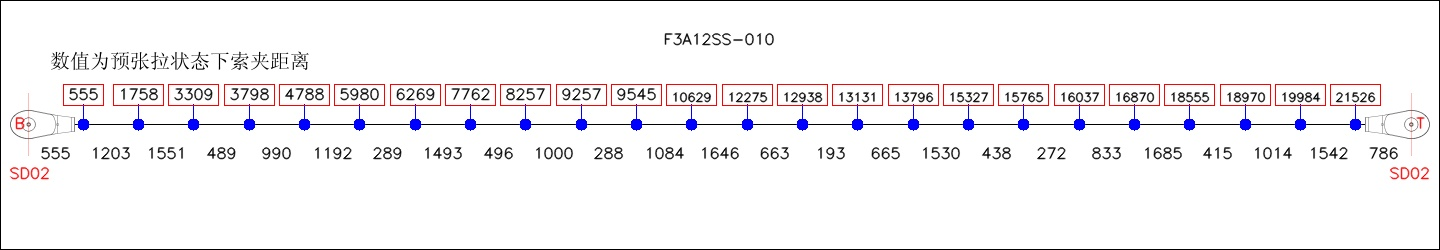 F3A12SS-010
数值为预张拉状态下索夹距离
555 1758 3309 3798 4788 5980 6269 7762 8257 9257 9545 10629 12275 12938 13131 13796 15327 15765 16037 16870 18555 18970 19984 21526
B T
555 1203 1551 489 990 1192 289 1493 496 1000 288 1084 1646 663 193 665 1530 438 272 833 1685 415 1014 1542 786
SD02 SD02